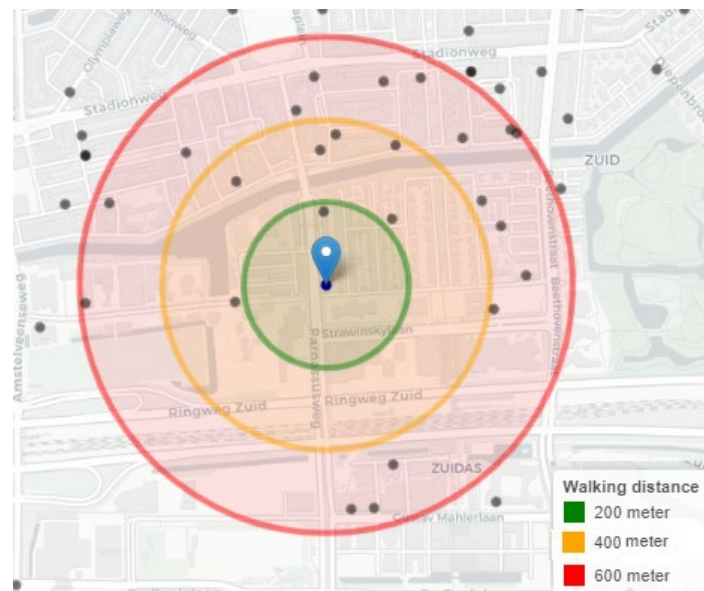 Olympiaweg
Stadionweg
Stadionweg
ZUID
Beethovenstraat
Beethovenstraat
Amstelveenseweg
Strawinskylaan
Parnassusweg
Ringweg Zuid
Ringweg Zuid
ZUIDAS
Gustav Mahlerlaan
Walking distance
200 meter
400 meter
600 meter